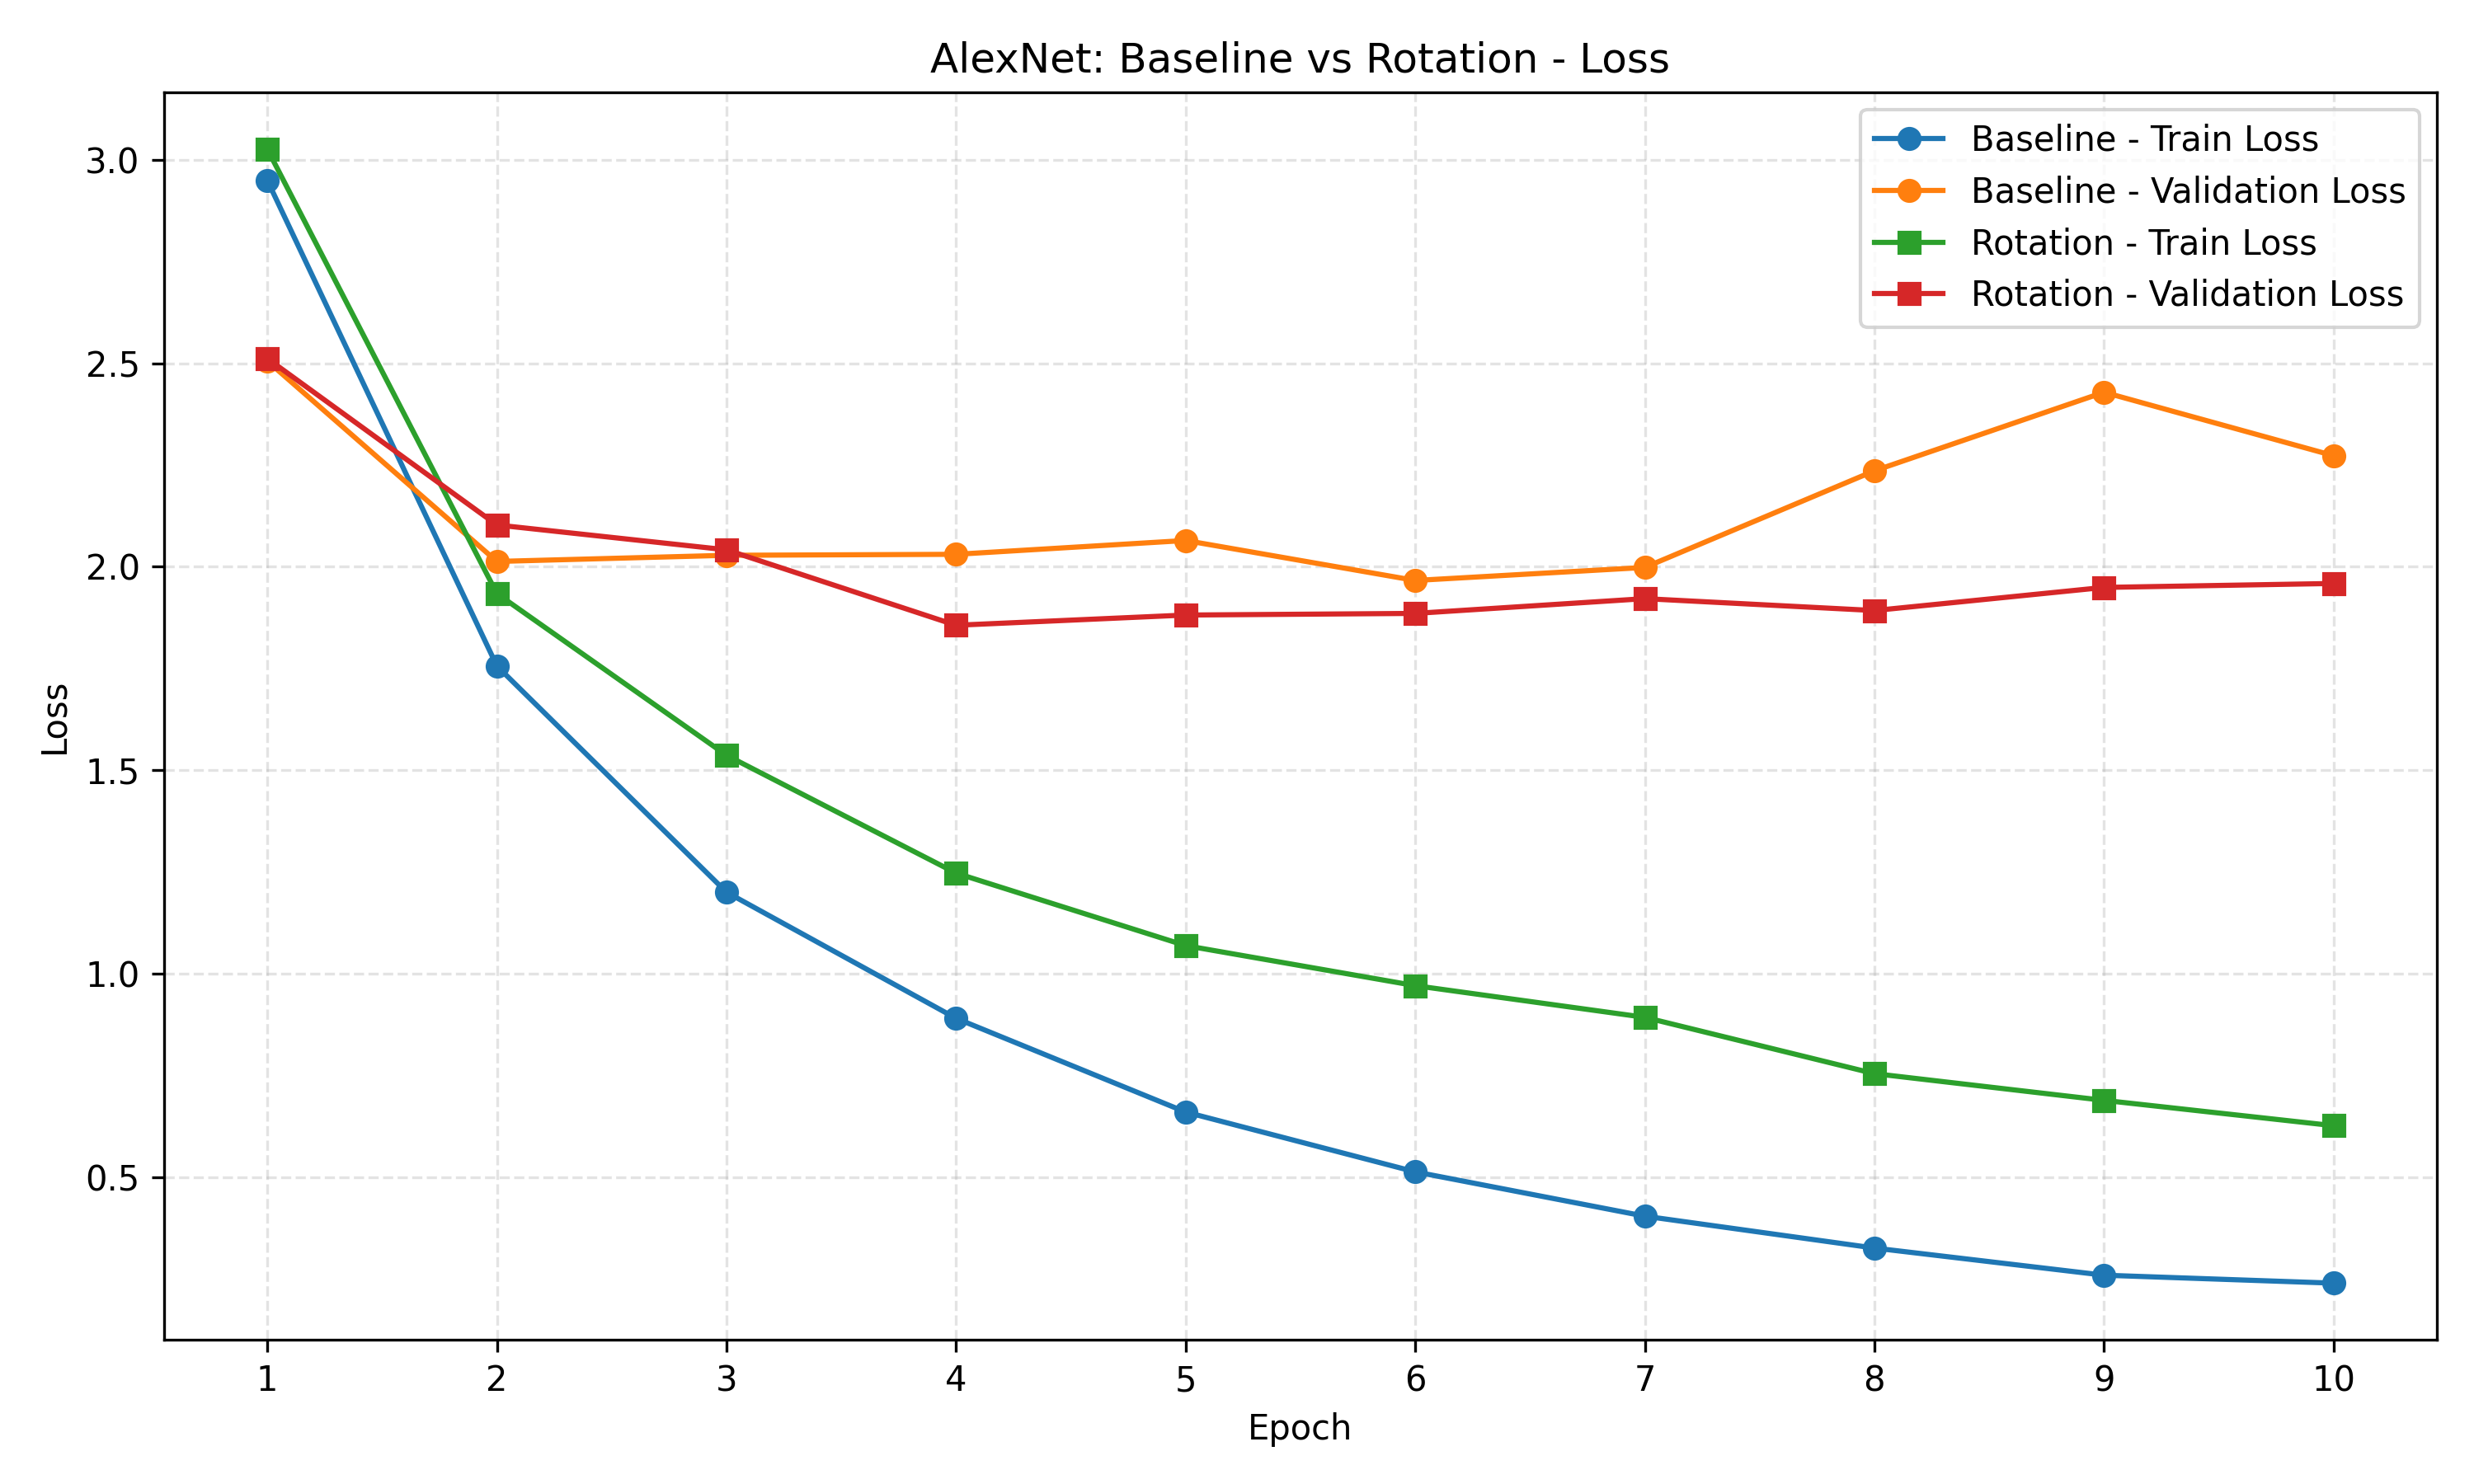 AlexNet: Baseline vs Rotation - Loss
Baseline - Train Loss
Baseline - Validation Loss
Rotation - Train Loss
Rotation - Validation Loss
3.0
2.5
2.0
1.5
1.0
0.5
Loss
1 2 3 4 5 6 7 8 9 10
Epoch